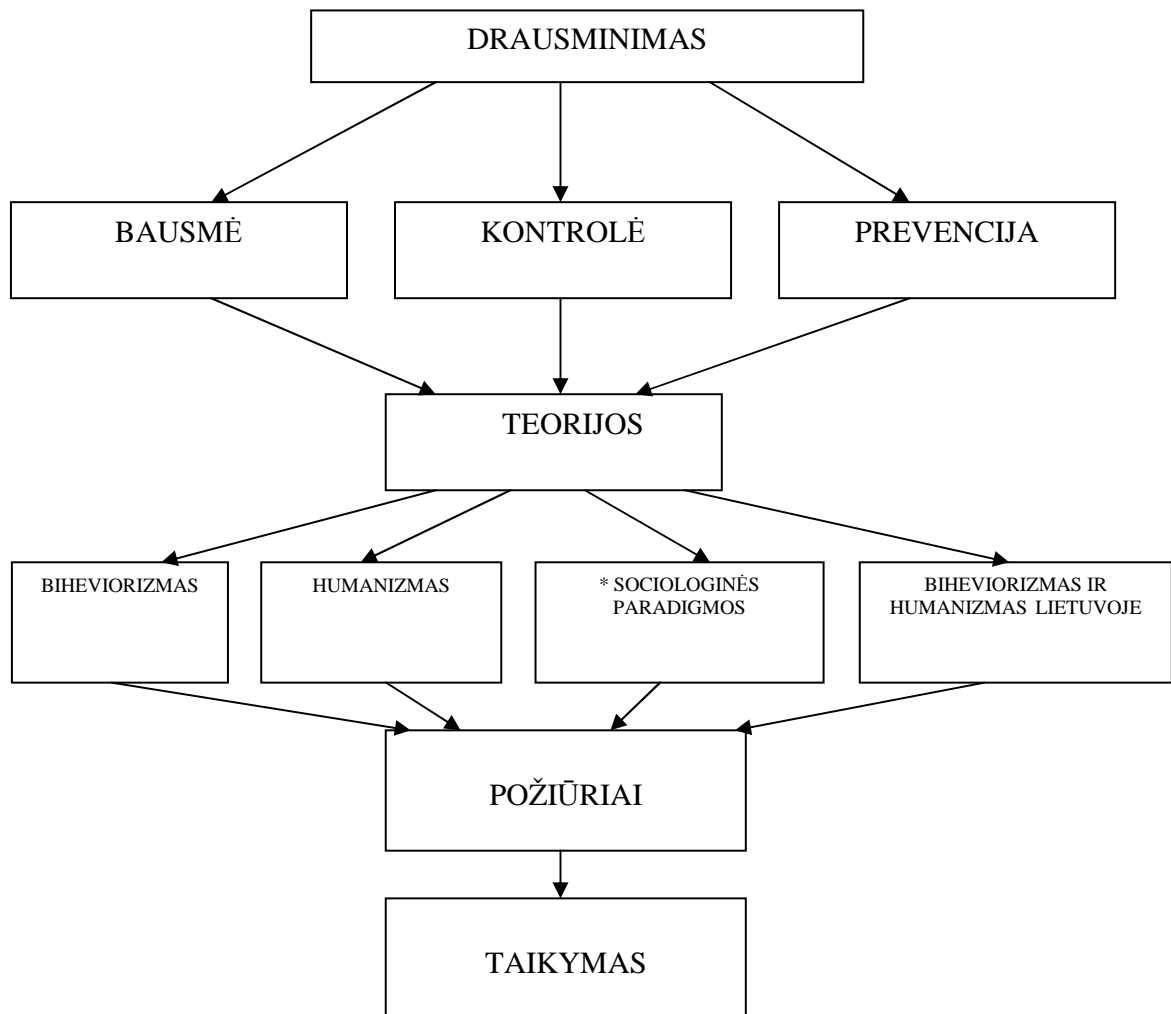 DRAUSMINIMAS
BAUSMĖ
KONTROLĖ
PREVENCIJA
TEORIJOS
BIHEVIORIZMAS
HUMANIZMAS
* SOCIOLOGINĖS
PARADIGMOS
BIHEVIORIZMAS IR
HUMANIZMAS LIETUVOJE
POŽIŪRIAI
TAIKYMAS